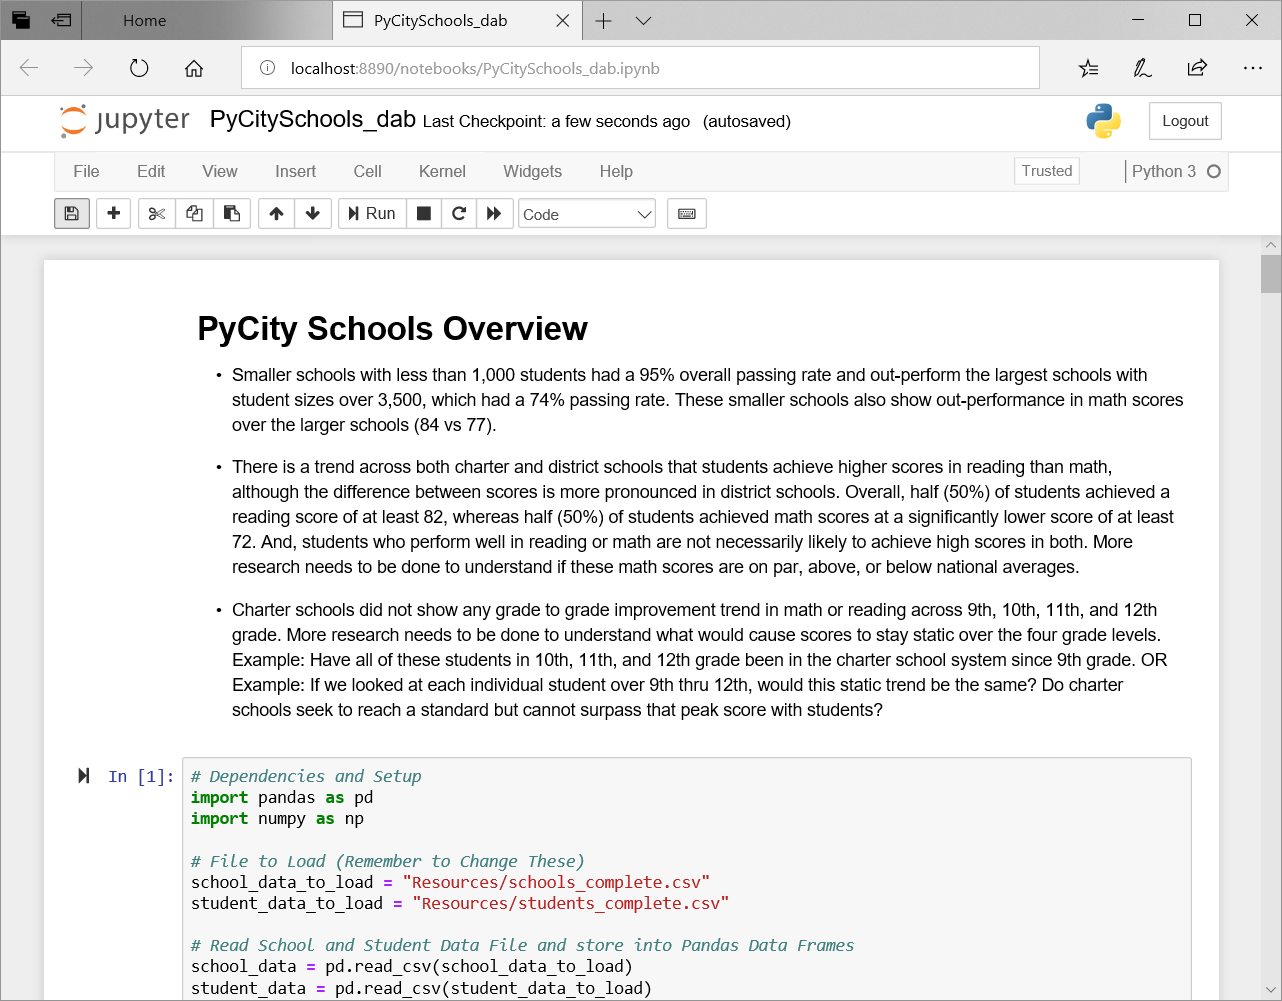 Home
PyCitySchools_dab
localhost:8890/notebooks/PyCitySchools_dab.ipynb
jupyter PyCitySchools_dab Last Checkpoint: a few seconds ago (autosaved)
Logout
File Edit View Insert Cell Kernel Widgets Help
Trusted
Python 3
Run
Code
PyCity Schools Overview
• Smaller schools with less than 1,000 students had a 95% overall passing rate and out-perform the largest schools with
student sizes over 3,500, which had a 74% passing rate. These smaller schools also show out-performance in math scores
over the larger schools (84 vs 77).
• There is a trend across both charter and district schools that students achieve higher scores in reading than math,
although the difference between scores is more pronounced in district schools. Overall, half (50%) of students achieved a
reading score of at least 82, whereas half (50%) of students achieved math scores at a significantly lower score of at least
72. And, students who perform well in reading or math are not necessarily likely to achieve high scores in both. More
research needs to be done to understand if these math scores are on par, above, or below national averages.
• Charter schools did not show any grade to grade improvement trend in math or reading across 9th, 10th, 11th, and 12th
grade. More research needs to be done to understand what would cause scores to stay static over the four grade levels.
Example: Have all of these students in 10th, 11th, and 12th grade been in the charter school system since 9th grade. OR
Example: If we looked at each individual student over 9th thru 12th, would this static trend be the same? Do charter
schools seek to reach a standard but cannot surpass that peak score with students?
In [1]:
# Dependencies and Setup
import pandas as pd
import numpy as np
# File to Load (Remember to Change These)
school_data_to_load = "Resources/schools_complete.csv"
student_data_to_load = "Resources/students_complete.csv"
# Read School and Student Data File and store into Pandas Data Frames
school_data = pd.read_csv(school_data_to_load)
student_data = pd.read_csv(student_data_to_load)